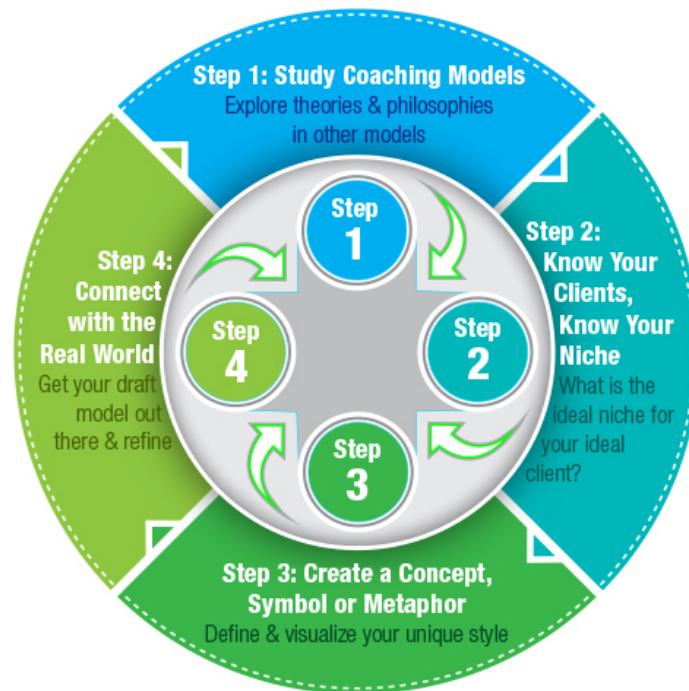 Step 1: Study Coaching Models
Explore theories & philosophies
in other models
Step
1
Step 2:
Know Your
Clients,
Know Your
Niche
What is the
ideal niche for
your ideal
client?
Step
2
Step 3: Create a Concept,
Symbol or Metaphor
Define & visualize your unique style
Step
3
Step 4:
Connect
with the
Real World
Get your draft
model out
there & refine
Step
4